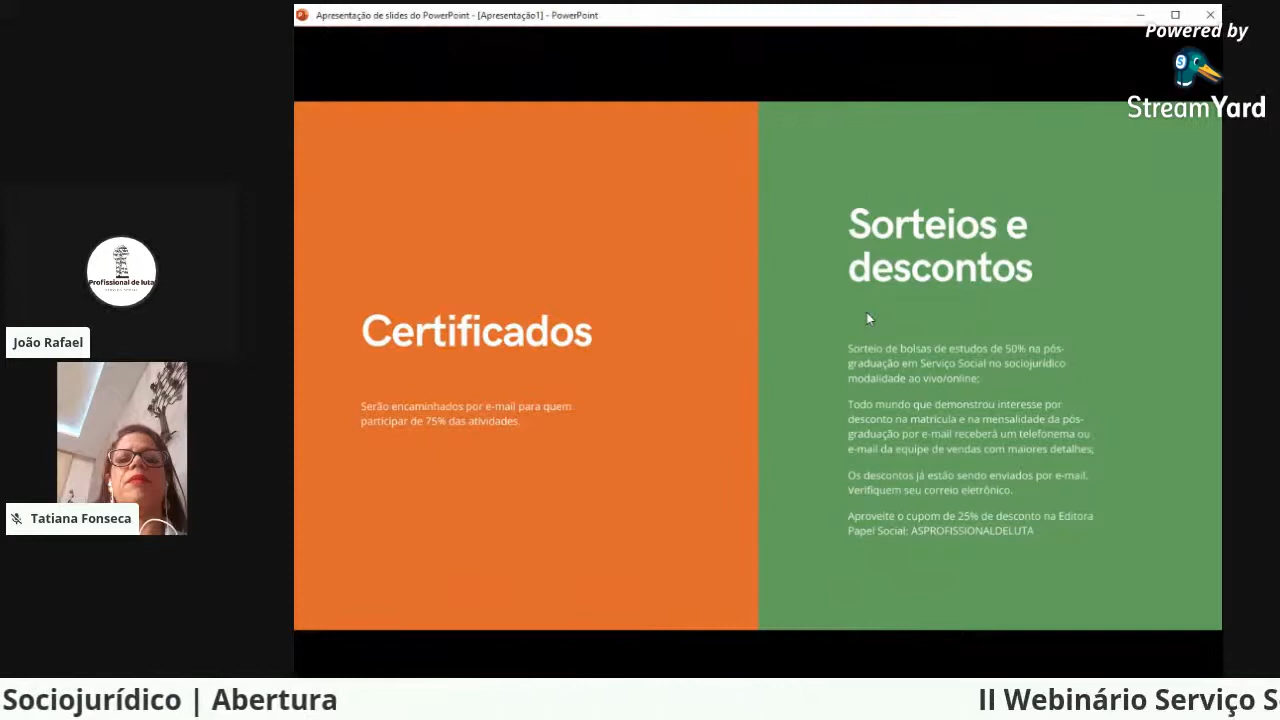 Apresentação de slides do PowerPoint - [Apresentação1] - PowerPoint
Powered by
StreamYard
Certificados
Serão encaminhados por e-mail para quem
participar de 75% das atividades.
Sorteios e
descontos
Sorteio de bolsas de estudos de 50% na pós-
graduação em Serviço Social no sociojurídico
modalidade ao vivo/online;
Todo mundo que demonstrou interesse por
desconto na matrícula e na mensalidade da pós-
graduação por e-mail receberá um telefonema ou
e-mail da equipe de vendas com maiores detalhes;
Os descontos já estão sendo enviados por e-mail.
Verifiquem seu correio eletrônico.
Aproveite o cupom de 25% de desconto na Editora
Papel Social: ASPROFISSIONALDELUTA
Profissional de luta
João Rafael
Tatiana Fonseca
Sociojurídico | Abertura
II Webinário Serviço S